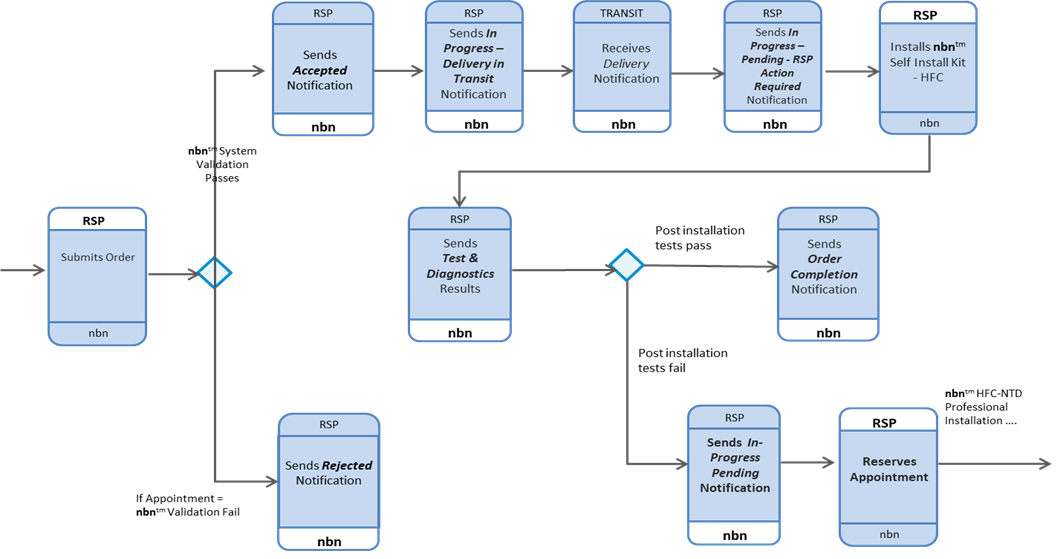 RSP
Sends
Accepted
Notification
nbn
RSP
Sends In
Progress –
Delivery in
Transit
Notification
nbn
TRANSIT
Receives
Delivery
Notification
nbn
RSP
Sends In
Progress –
Pending - RSP
Action
Required
Notification
nbn
RSP
Installs nbn™
Self Install Kit
- HFC
nbn
nbn™ System
Validation
Passes
RSP
Submits Order
nbn
RSP
Sends
Test &
Diagnostics
Results
nbn
Post installation
tests pass
RSP
Sends
Order
Completion
Notification
nbn
Post installation
tests fail
If Appointment =
nbn™ Validation Fail
RSP
Sends Rejected
Notification
nbn
RSP
Sends In-
Progress
Pending
Notification
nbn
RSP
Reserves
Appointment
nbn
nbn™ HFC-NTD
Professional
Installation ....